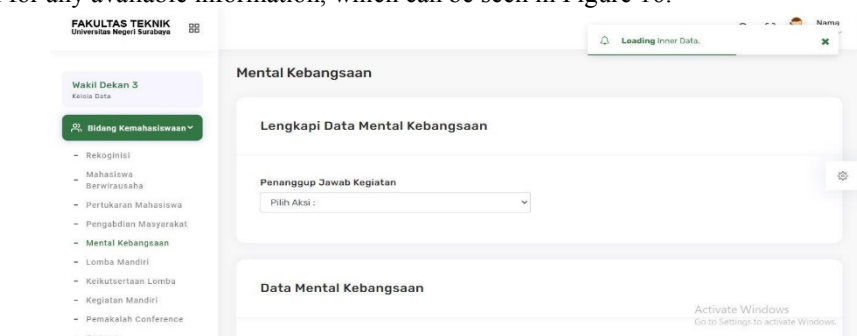 for any available information, which can be seen in Figure 16.
FAKULTAS TEKNIK
Universitas Negeri Surabaya
Nama
Loading Inner Data.
Wakil Dekan 3
Kelola Data
Bidang Kemahasiswaan
Mental Kebangsaan
Lengkapi Data Mental Kebangsaan
- Rekoginisi
- Mahasiswa
Berwirausaha
- Pertukaran Mahasiswa
- Pengabdian Masyarakat
- Mental Kebangsaan
- Lomba Mandiri
- Keikutsertaan Lomba
- Kegiatan Mandiri
- Pemakalah Conference
Penanggup Jawab Kegiatan
Pilih Aksi :
Data Mental Kebangsaan
Activate Windows
Go to Settings to activate Windows.